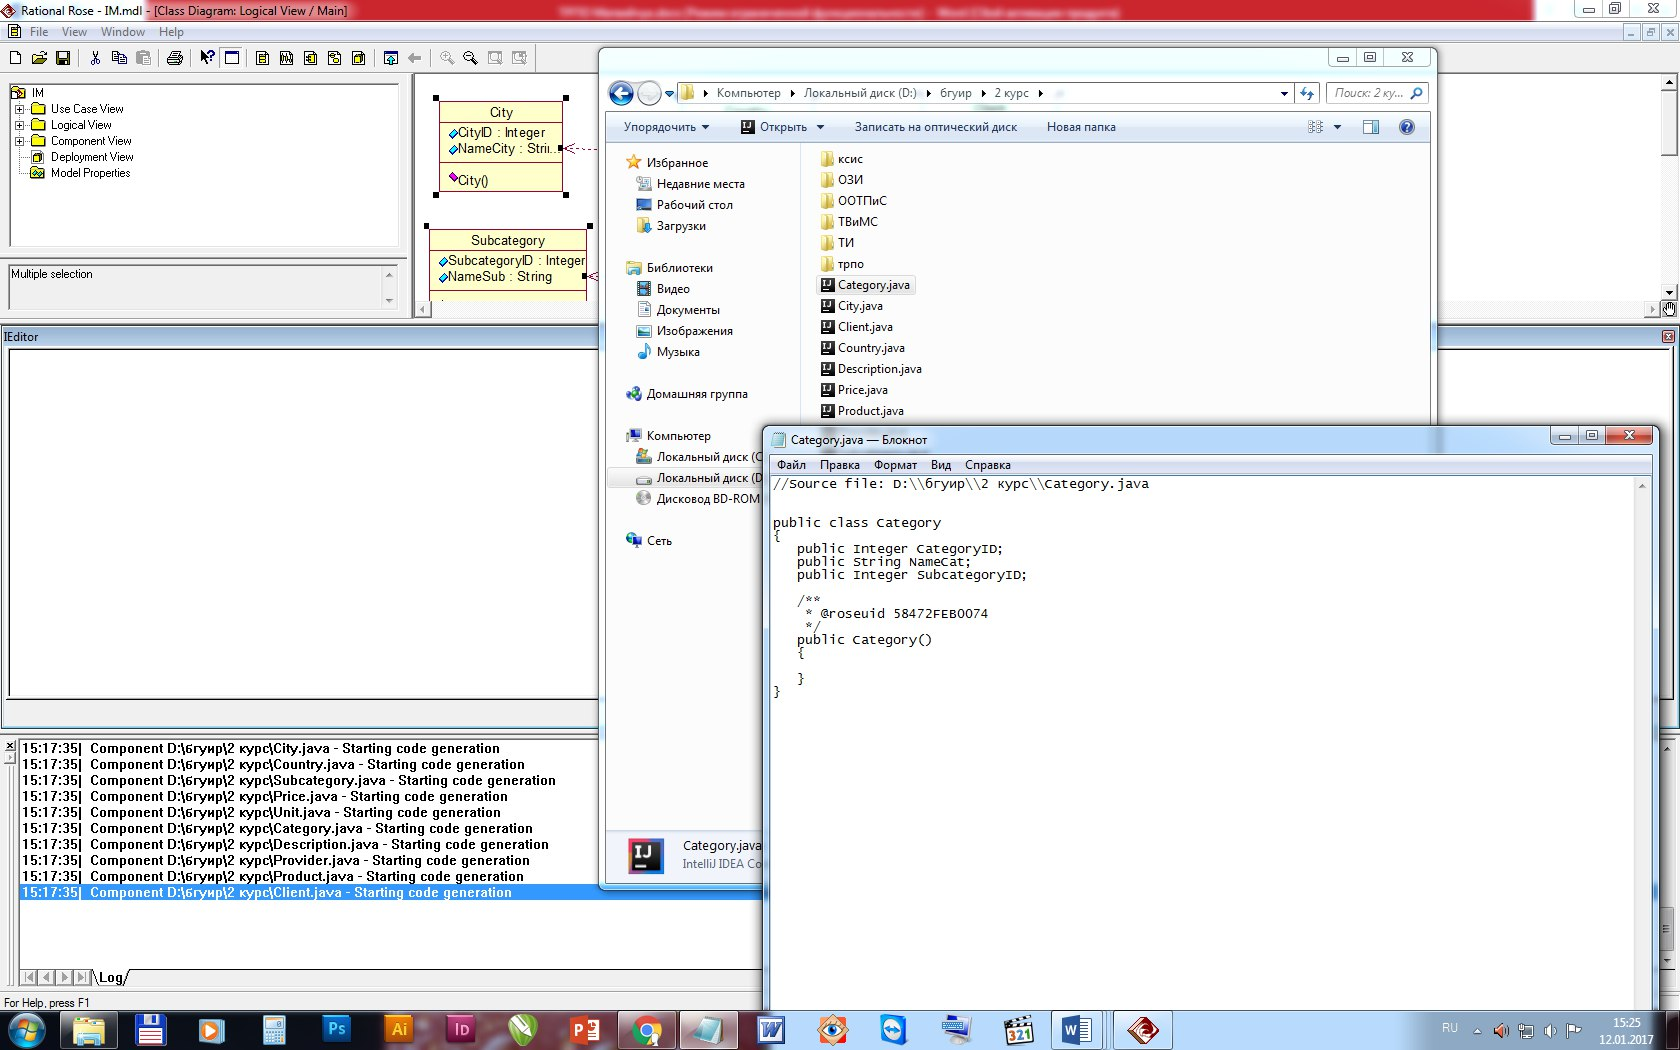 Rational Rose - IM.mdl - [Class Diagram: Logical View / Main]
File View Window Help
IM
Use Case View
Logical View
Component View
Deployment View
Model Properties
Multiple selection
City
CityID : Integer
NameCity : Strii...
City()
Subcategory
SubcategoryID : Integer
NameSub : String
IEditor
Компьютер Локальный диск (D:) бгуир 2 курс
Поиск: 2 ку...
Упорядочить Открыть Записать на оптический диск Новая папка
Избранное
Недавние места
Рабочий стол
Загрузки
Библиотеки
Видео
Документы
Изображения
Музыка
Домашняя группа
Компьютер
Локальный диск (C
Локальный диск (D
Дисковод BD-ROM
Сеть
ксис
ОЗИ
ООТПиС
ТВиМС
ТИ
трпо
Category.java
City.java
Client.java
Country.java
Description.java
Price.java
Product.java
Category.java
IntelliJ IDEA Co
Category.java — Блокнот
Файл Правка Формат Вид Справка
//Source file: D:\\бгуир\\2 курс\\Category.java
public class Category
{
public Integer CategoryID;
public String NameCat;
public Integer SubcategoryID;
/**
* @roseuid 58472FEB0074
*/
public Category()
{
}
}
15:17:35| Component D:\бгуир\2 курс\City.java - Starting code generation
15:17:35| Component D:\бгуир\2 курс\Country.java - Starting code generation
15:17:35| Component D:\бгуир\2 курс\Subcategory.java - Starting code generation
15:17:35| Component D:\бгуир\2 курс\Price.java - Starting code generation
15:17:35| Component D:\бгуир\2 курс\Unit.java - Starting code generation
15:17:35| Component D:\бгуир\2 курс\Category.java - Starting code generation
15:17:35| Component D:\бгуир\2 курс\Description.java - Starting code generation
15:17:35| Component D:\бгуир\2 курс\Provider.java - Starting code generation
15:17:35| Component D:\бгуир\2 курс\Product.java - Starting code generation
15:17:35| Component D:\бгуир\2 курс\Client.java - Starting code generation
Log
For Help, press F1
Ps Ai Id
321
RU
15:25
12.01.2017